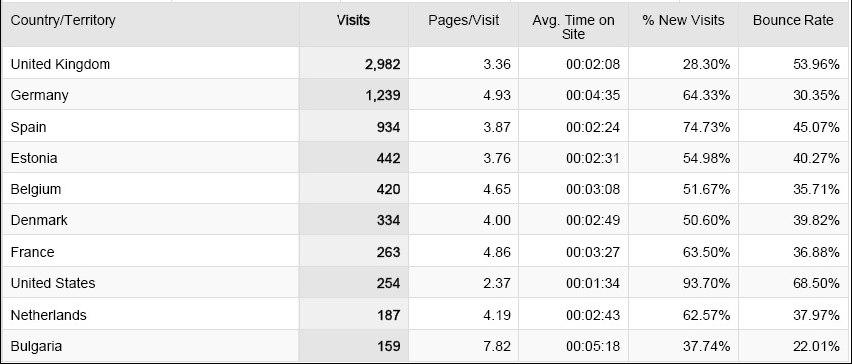 Country/Territory Visits Pages/Visit Avg. Time on Site % New Visits Bounce Rate
United Kingdom 2,982 3.36 00:02:08 28.30% 53.96%
Germany 1,239 4.93 00:04:35 64.33% 30.35%
Spain 934 3.87 00:02:24 74.73% 45.07%
Estonia 442 3.76 00:02:31 54.98% 40.27%
Belgium 420 4.65 00:03:08 51.67% 35.71%
Denmark 334 4.00 00:02:49 50.60% 39.82%
France 263 4.86 00:03:27 63.50% 36.88%
United States 254 2.37 00:01:34 93.70% 68.50%
Netherlands 187 4.19 00:02:43 62.57% 37.97%
Bulgaria 159 7.82 00:05:18 37.74% 22.01%